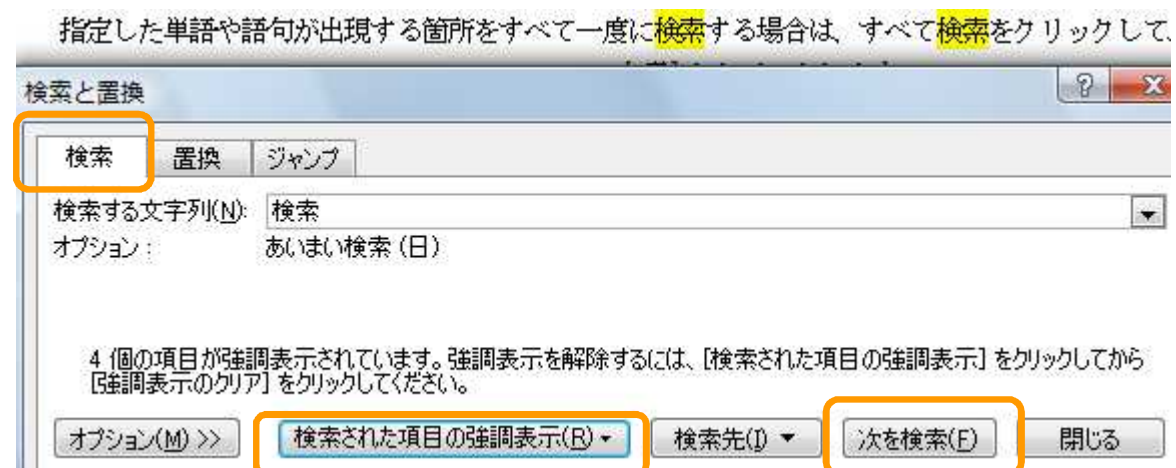 指定した単語や語句が出現する箇所をすべて一度に検索する場合は、すべて検索をクリックして、
検索と置換
検索 置換 ジャンプ
検索する文字列(N): 検索
オプション： あいまい検索 (日)
4 個の項目が強調表示されています。強調表示を解除するには、[検索された項目の強調表示] をクリックしてから
[強調表示のクリア] をクリックしてください。
オプション(M) >> 検索された項目の強調表示(R) 検索先(I) 次を検索(F) 閉じる